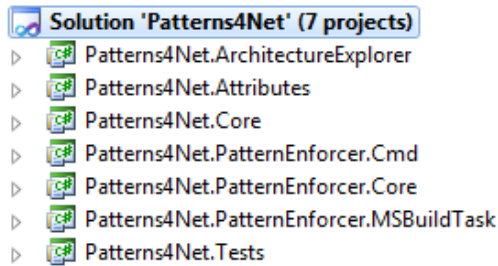 Solution 'Patterns4Net' (7 projects)
Patterns4Net.ArchitectureExplorer
Patterns4Net.Attributes
Patterns4Net.Core
Patterns4Net.PatternEnforcer.Cmd
Patterns4Net.PatternEnforcer.Core
Patterns4Net.PatternEnforcer.MSBuildTask
Patterns4Net.Tests